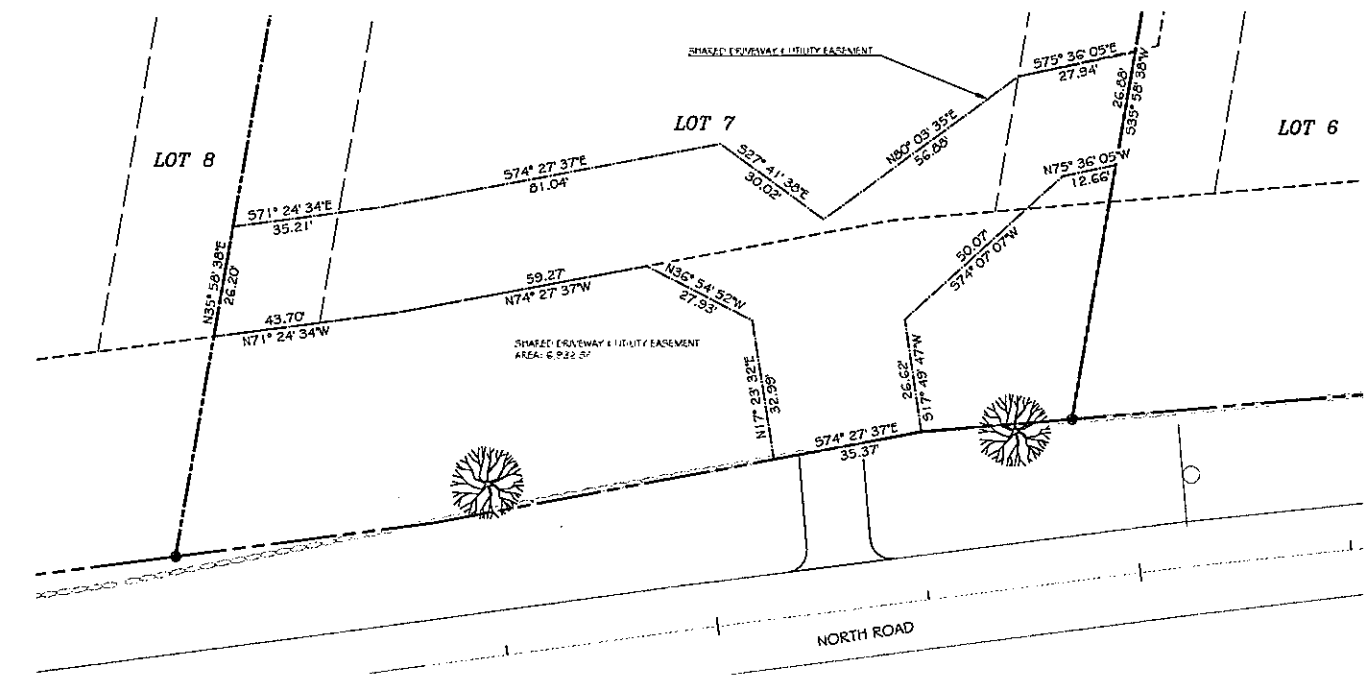 SHARED DRIVEWAY & UTILITY EASEMENT
S75° 36' 05"E
27.94'
26.88'
S35° 58' 38"W
LOT 7
LOT 6
LOT 8
S27° 41' 38"E
30.02'
N80° 03' 35"E
56.88'
N75° 36' 05"W
12.66'
S74° 27' 37"E
81.04'
S71° 24' 34"E
35.21'
N35° 58' 38"E
26.20'
50.07'
S74° 07' 07"W
59.27'
N74° 27' 37"W
N36° 54' 52"W
27.93'
43.70'
N71° 24' 34"W
SHARED DRIVEWAY & UTILITY EASEMENT
AREA: 6,932 SF
N17° 23' 32"E
32.99'
26.62'
S17° 49' 47"W
S74° 27' 37"E
35.37'
NORTH ROAD